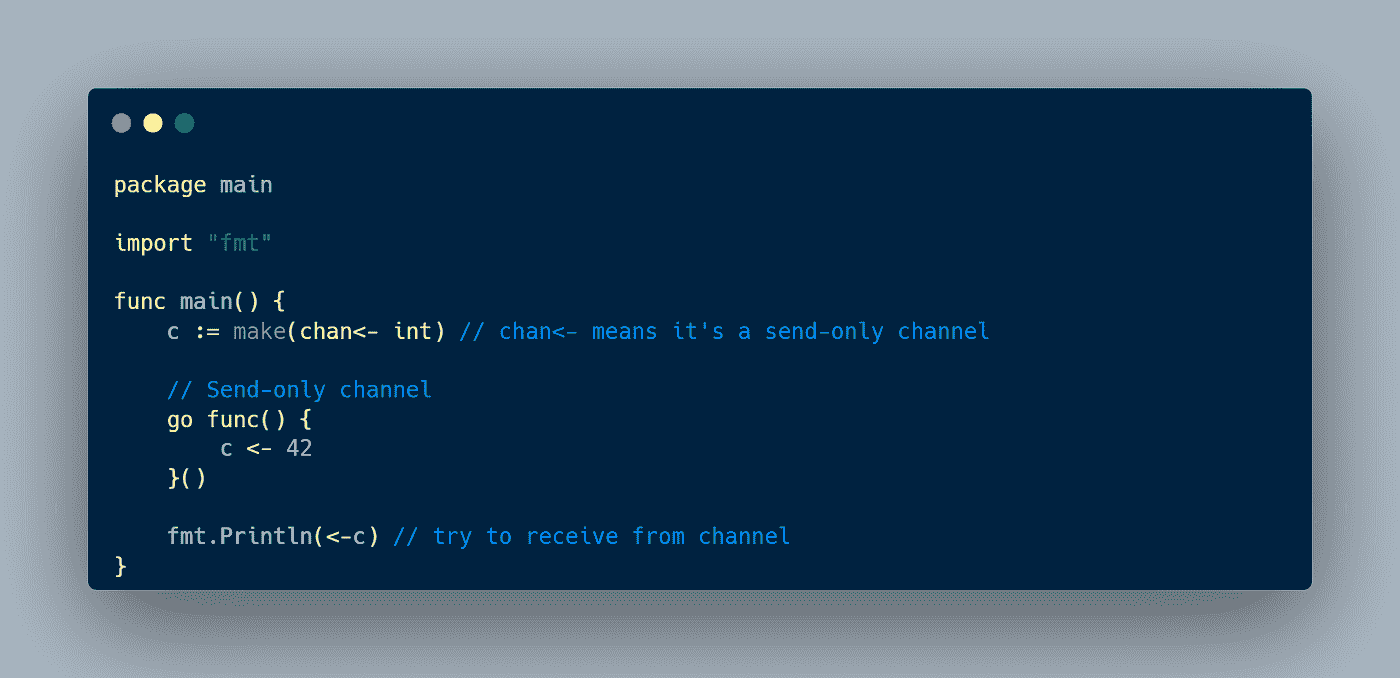 package main
import "fmt"
func main() {
    c := make(chan<- int) // chan<- means it's a send-only channel
    // Send-only channel
    go func() {
        c <- 42
    }()
    fmt.Println(<-c) // try to receive from channel
}